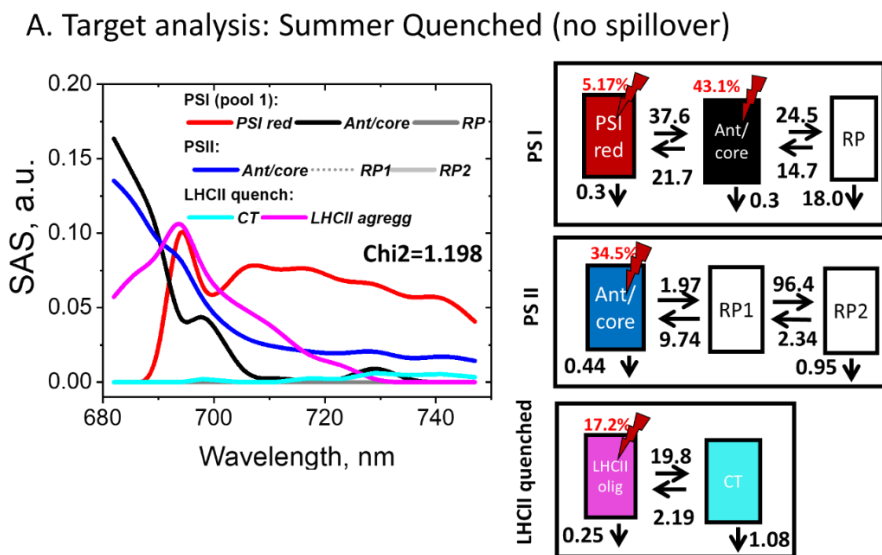 A. Target analysis: Summer Quenched (no spillover)
SAS, a.u.
0.20
0.15
0.10
0.05
0.00
680
700
720
740
Wavelength, nm
PSI (pool 1):
PSI red
Ant/core
RP
PSII:
Ant/core
RP1
RP2
LHCII quench:
CT
LHCII agregg
Chi2=1.198
PS I
5.17%
PSI
red
37.6
21.7
43.1%
Ant/
core
24.5
14.7
RP
0.3
0.3
18.0
PS II
34.5%
Ant/
core
1.97
9.74
RP1
96,4
2.34
RP2
0.44
0.95
LHCII quenched
17.2%
LHCII
olig
19.8
2.19
CT
0.25
1.08